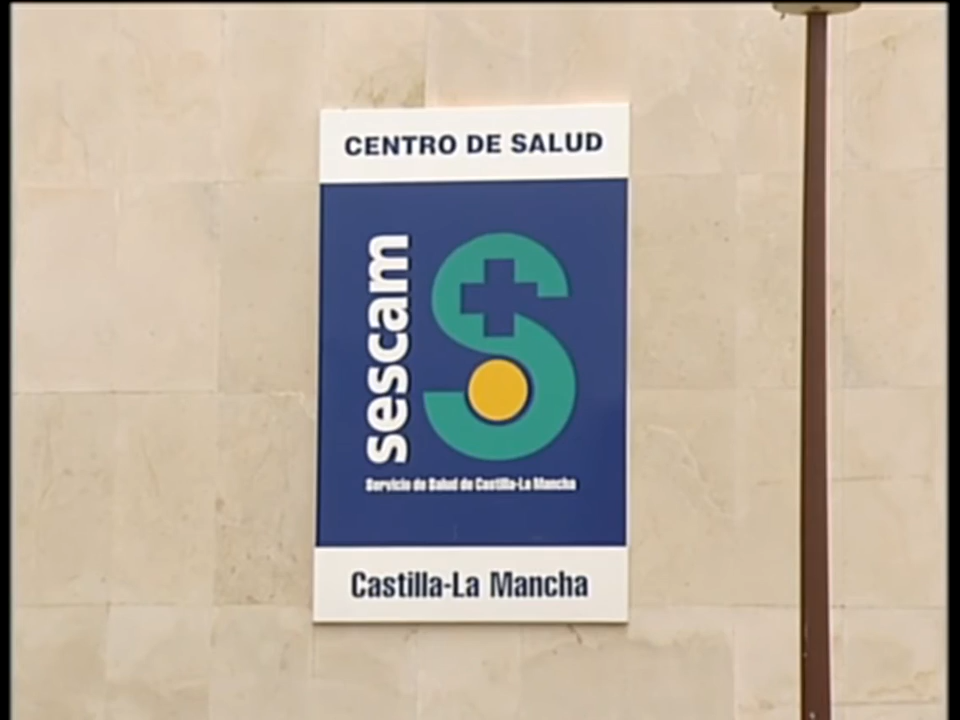 CENTRO DE SALUD
sescam
Servicio de Salud de Castilla-La Mancha
Castilla-La Mancha